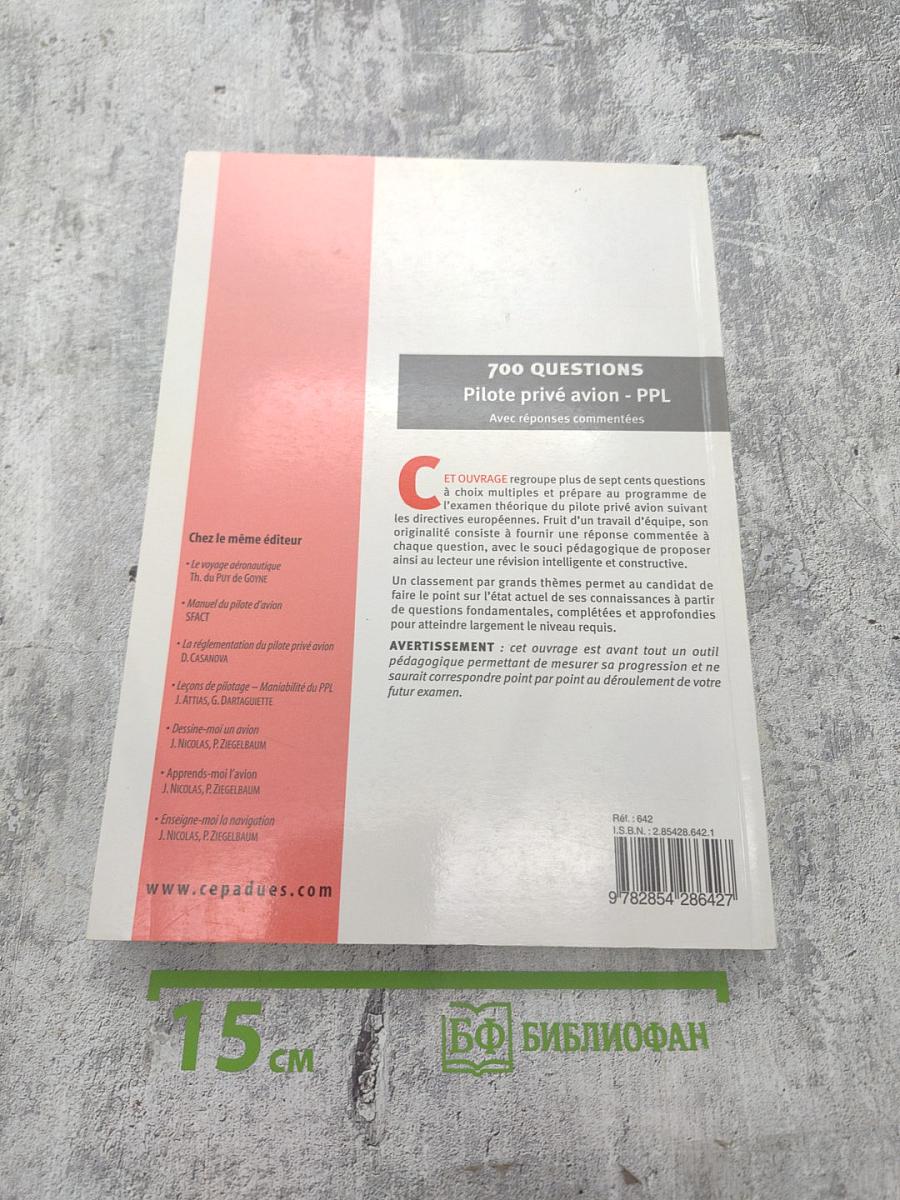 700 QUESTIONS
Pilote privé avion - PPL
Avec réponses commentées
CET OUVRAGE regroupe plus de sept cents questions
à choix multiples et prépare au programme de
l'examen théorique du pilote privé avion suivant
les directives européennes. Fruit d'un travail d'équipe, son
originalité consiste à fournir une réponse commentée à
chaque question, avec le souci pédagogique de proposer
ainsi au lecteur une révision intelligente et constructive.
Un classement par grands thèmes permet au candidat de
faire le point sur l'état actuel de ses connaissances à partir
de questions fondamentales, complétées et approfondies
pour atteindre largement le niveau requis.
AVERTISSEMENT : cet ouvrage est avant tout un outil
pédagogique permettant de mesurer sa progression et ne
saurait correspondre point par point au déroulement de votre
futur examen.
Chez le même éditeur
• Le voyage aéronautique
Th. du PUY de GOYNE
• Manuel du pilote d'avion
SFACT
• La réglementation du pilote privé avion
D. CASANOVA
• Leçons de pilotage – Maniabilité du PPL
J. ATTIAS, G. DARTAGUIETTE
• Dessine-moi un avion
J. NICOLAS, P. ZIEGELBAUM
• Apprends-moi l'avion
J. NICOLAS, P. ZIEGELBAUM
• Enseigne-moi la navigation
J. NICOLAS, P. ZIEGELBAUM
www.cepadues.com
Réf. : 642
I.S.B.N. : 2.85428.642.1
9 782854 286427
15 см
БФ БИБЛИОФАН